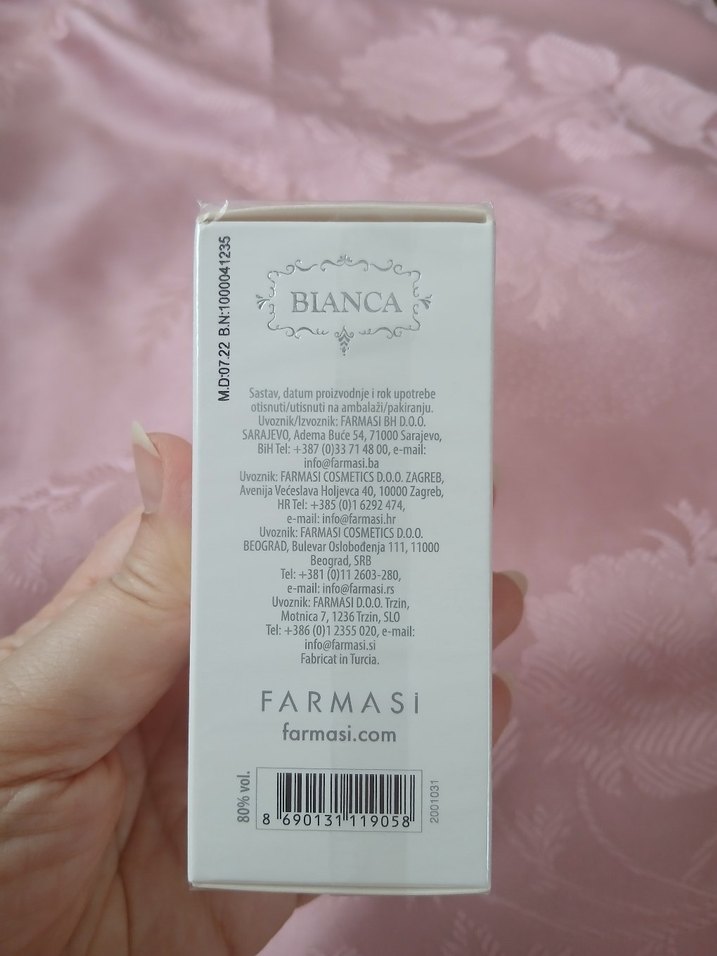 M.D:07.22 B.N:1000041235
BIANCA
Sastav, datum proizvodnje i rok upotrebe
otisnuti/utisnuti na ambalaži/pakiranju.
Uvoznik/Izvoznik: FARMASI BH D.O.O.
SARAJEVO, Adema Buće 54, 71000 Sarajevo,
BiH Tel: +387 (0)33 71 48 00, e-mail:
info@farmasi.ba
Uvoznik: FARMASI COSMETICS D.O.O. ZAGREB,
Avenija Većeslava Holjevca 40, 10000 Zagreb,
HR Tel: +385 (0)1 6292 474,
e-mail: info@farmasi.hr
Uvoznik: FARMASI COSMETICS D.O.O.
BEOGRAD, Bulevar Oslobođenja 111, 11000
Beograd, SRB
Tel: +381 (0)11 2603-280,
e-mail: info@farmasi.rs
Uvoznik: FARMASI D.O.O. Trzin,
Motnica 7, 1236 Trzin, SLO
Tel: +386 (0)1 2355 020, e-mail:
info@farmasi.si
Fabricat in Turcia.
FARMASi
farmasi.com
80% vol.
8 690131 119058
2001031